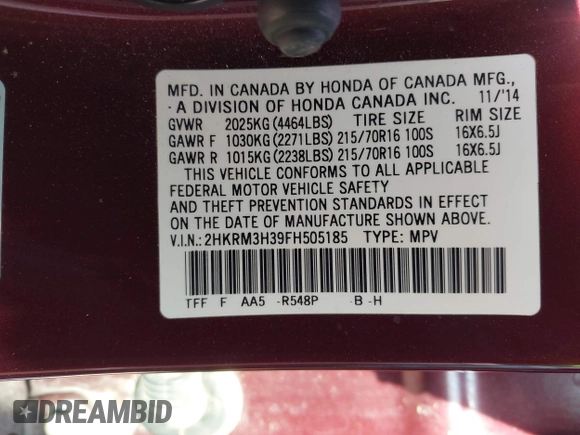 MFD. IN CANADA BY HONDA OF CANADA MFG.,
·A DIVISION OF HONDA CANADA INC. 11/'14
GVWR 2025KG (4464LBS) TIRE SIZE RIM SIZE
GAWR F 1030KG (2271LBS) 215/70R16 100S 16X6.5J
GAWR R 1015KG (2238LBS) 215/70R16 100S 16X6.5J
THIS VEHICLE CONFORMS TO ALL APPLICABLE
FEDERAL MOTOR VEHICLE SAFETY
AND THEFT PREVENTION STANDARDS IN EFFECT
ON THE DATE OF MANUFACTURE SHOWN ABOVE.
V.I.N.: 2HKRM3H39FH505185 TYPE: MPV
TFF F AA5 -R548P -B -H
DREAMBID